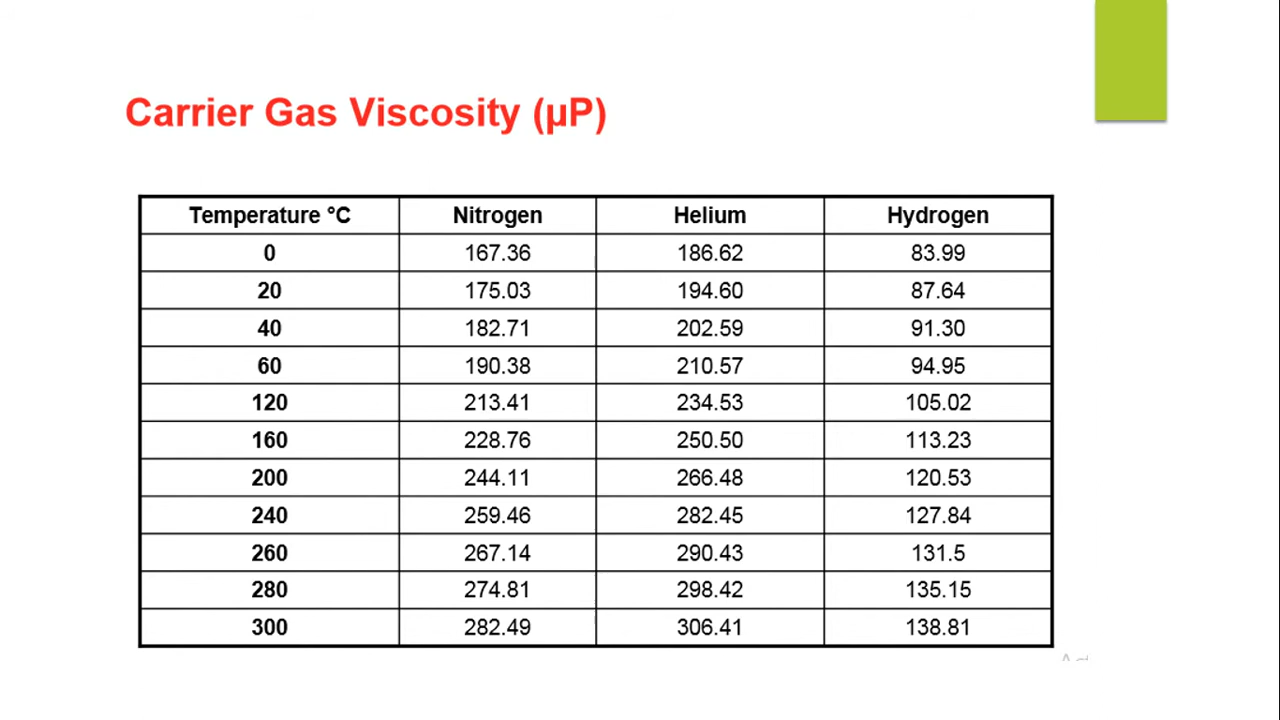 Carrier Gas Viscosity (µP)
Temperature °C Nitrogen Helium Hydrogen
0 167.36 186.62 83.99
20 175.03 194.60 87.64
40 182.71 202.59 91.30
60 190.38 210.57 94.95
120 213.41 234.53 105.02
160 228.76 250.50 113.23
200 244.11 266.48 120.53
240 259.46 282.45 127.84
260 267.14 290.43 131.5
280 274.81 298.42 135.15
300 282.49 306.41 138.81